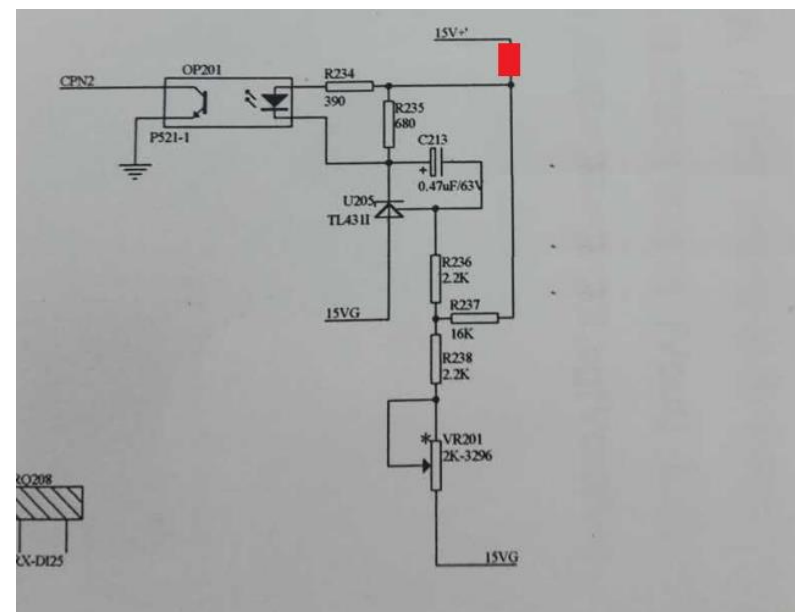 15V+'
OP201
CPN2
R234
390
R235
680
P521-1
C213
+
0.47uF/63V
U205
TL431I
R236
2.2K
15VG
R237
16K
R238
2.2K
* VR201
2K-3296
RQ208
RX-DI25
15VG